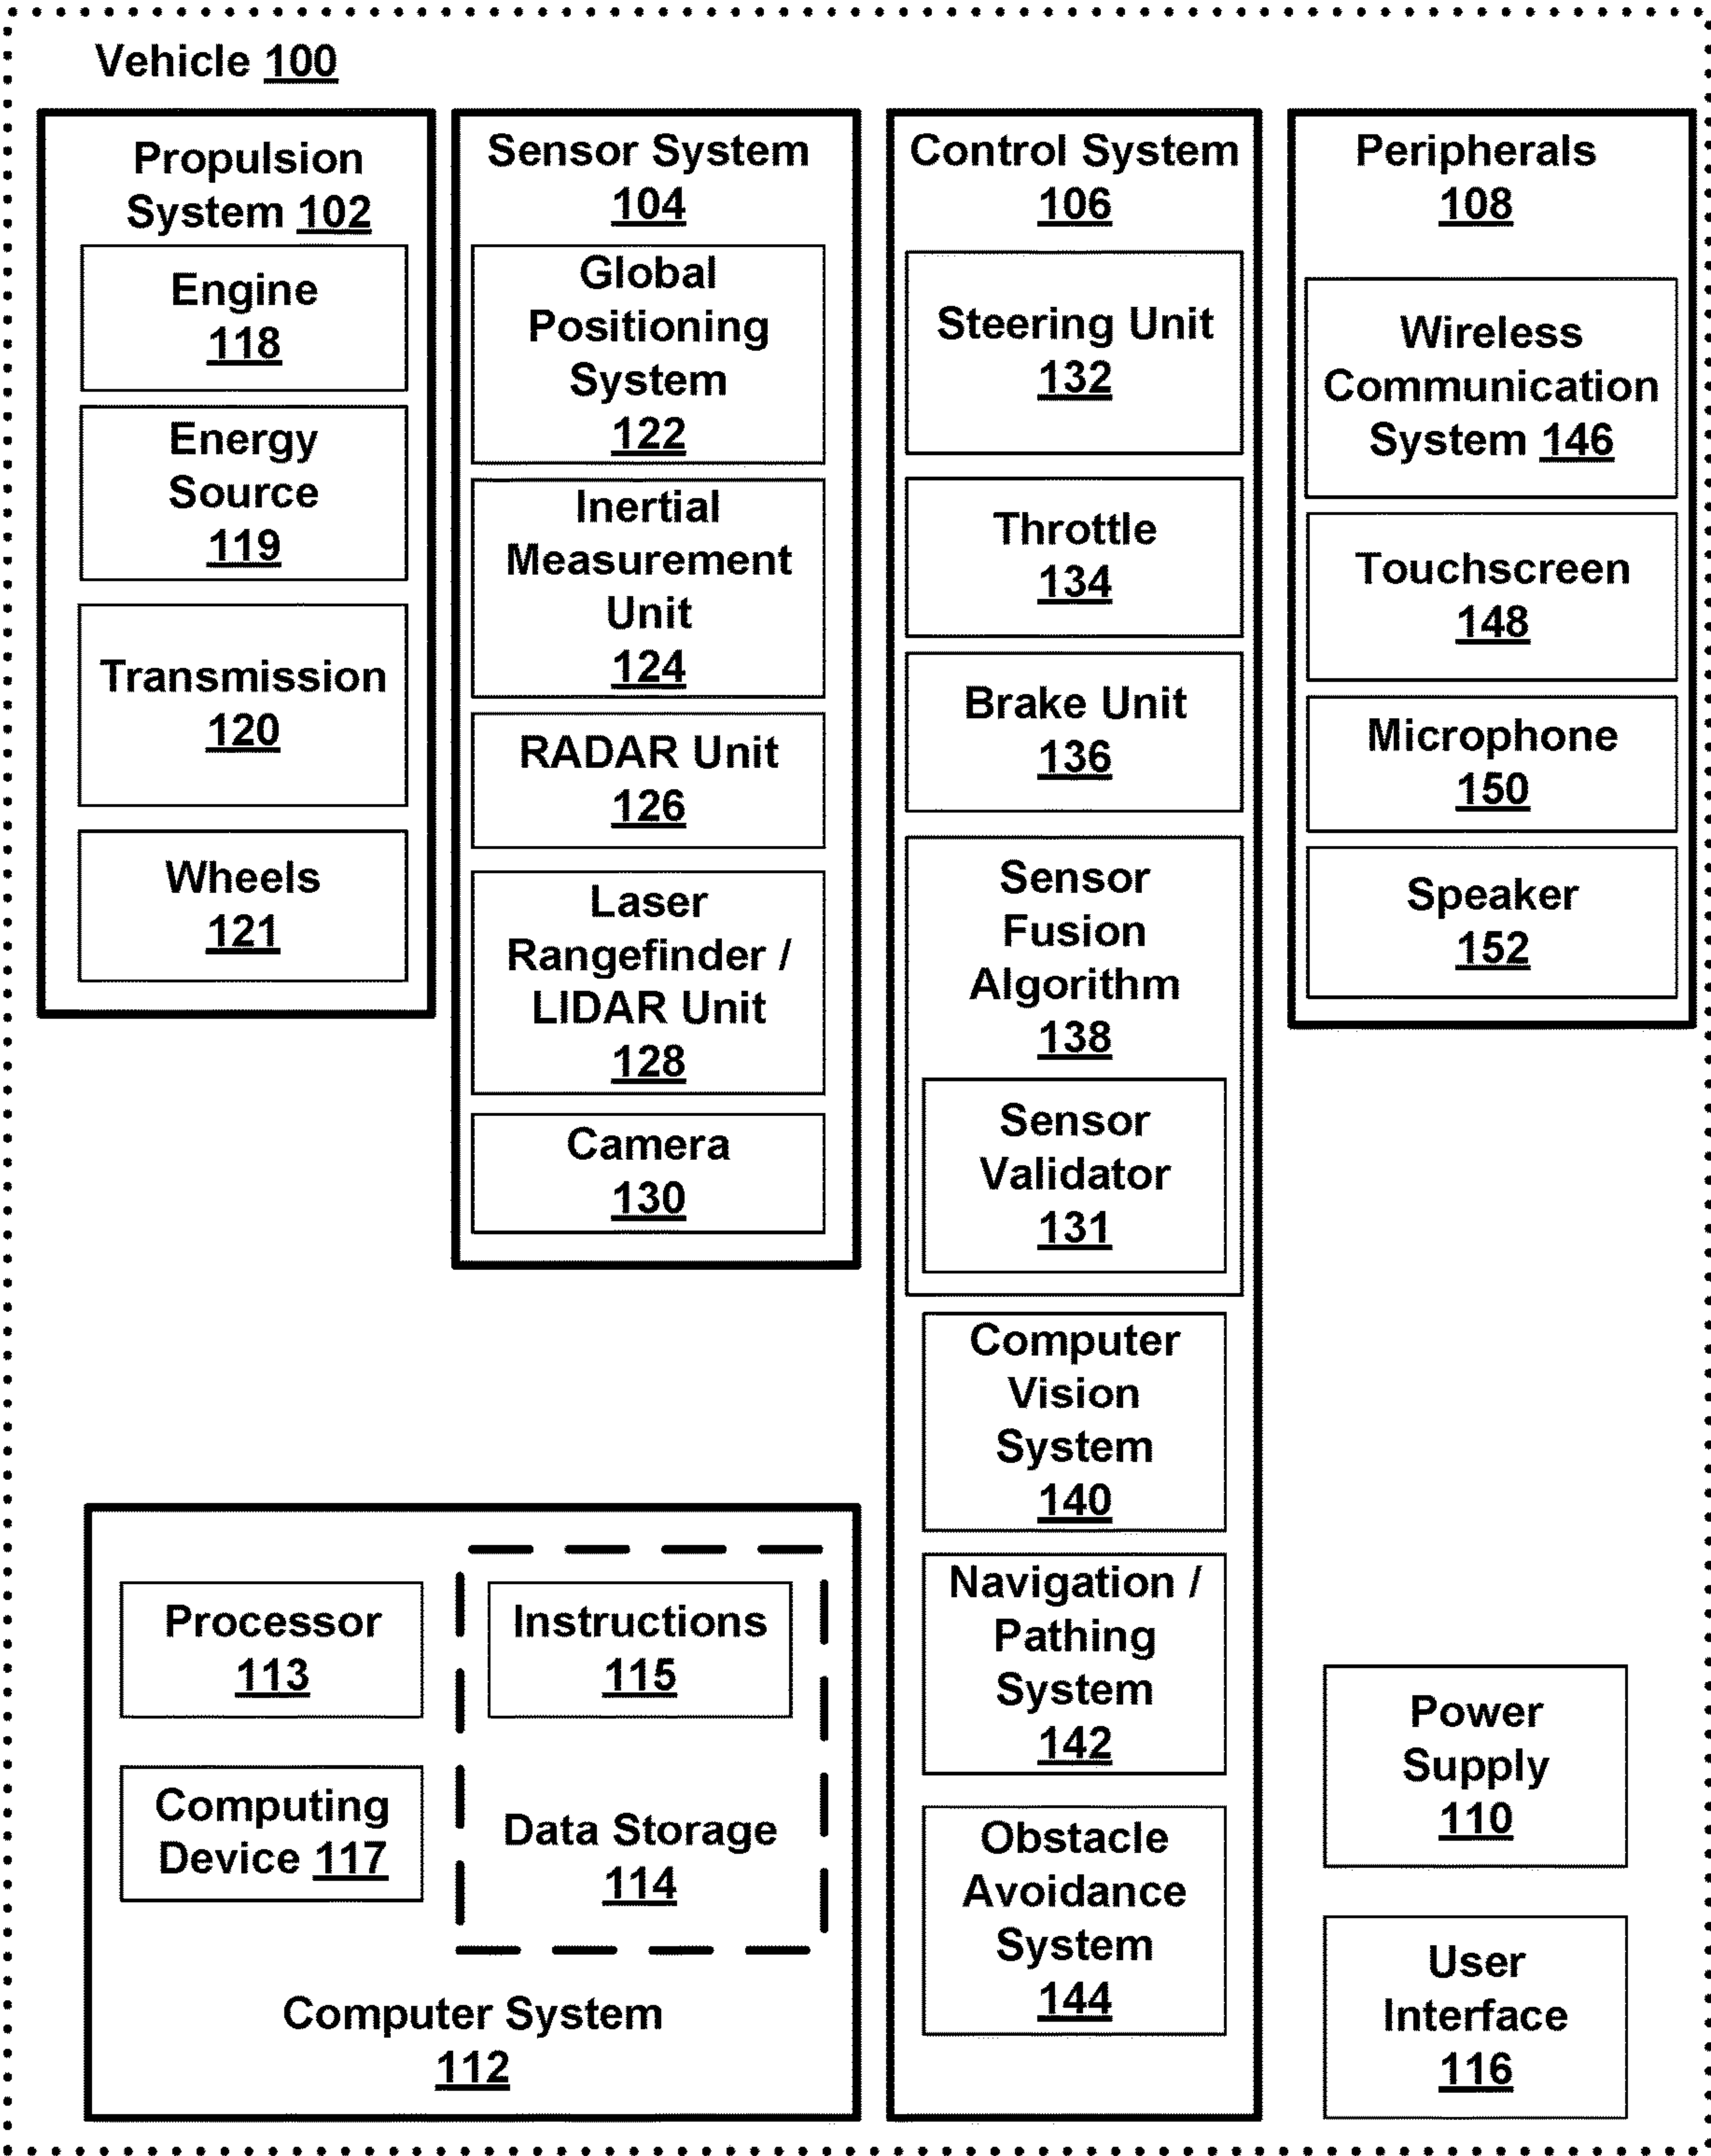 Vehicle 100
Propulsion
System 102
Engine
118
Energy
Source
119
Transmission
120
Wheels
121
Sensor System
104
Global
Positioning
System
122
Inertial
Measurement
Unit
124
RADAR Unit
126
Laser
Rangefinder /
LIDAR Unit
128
Camera
130
Control System
106
Steering Unit
132
Throttle
134
Brake Unit
136
Sensor
Fusion
Algorithm
138
Sensor
Validator
131
Computer
Vision
System
140
Navigation /
Pathing
System
142
Obstacle
Avoidance
System
144
Peripherals
108
Wireless
Communication
System 146
Touchscreen
148
Microphone
150
Speaker
152
Processor
113
Computing
Device 117
Instructions
115
Data Storage
114
Computer System
112
Power
Supply
110
User
Interface
116